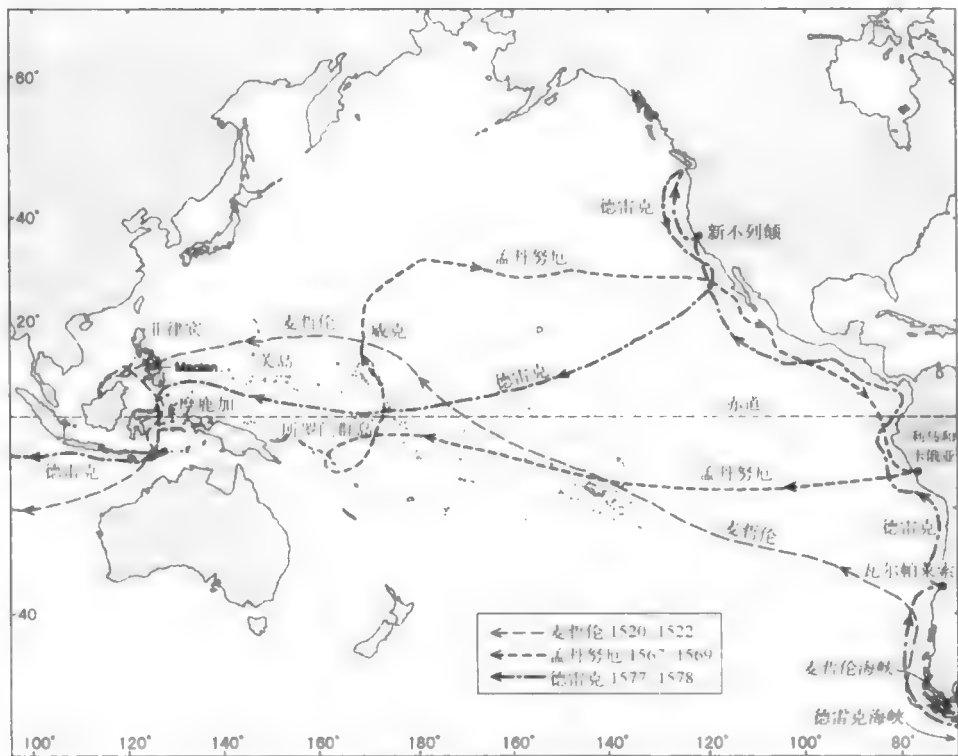 60°
德雷克
40°
新不列颠
孟丹努厄
20°
菲律宾
麦哲伦
威克
关岛
Mactan
德雷克
摩鹿加
赤道
所罗门群岛
德雷克
孟丹努厄
德雷克
麦哲伦
瓦尔帕莱索
40
麦哲伦 1520 1522
孟丹努厄 1567 1569
德雷克 1577 1578
麦哲伦海峡
德雷克海峡
100° 120° 140° 160° 180° 160 140 120 100 80